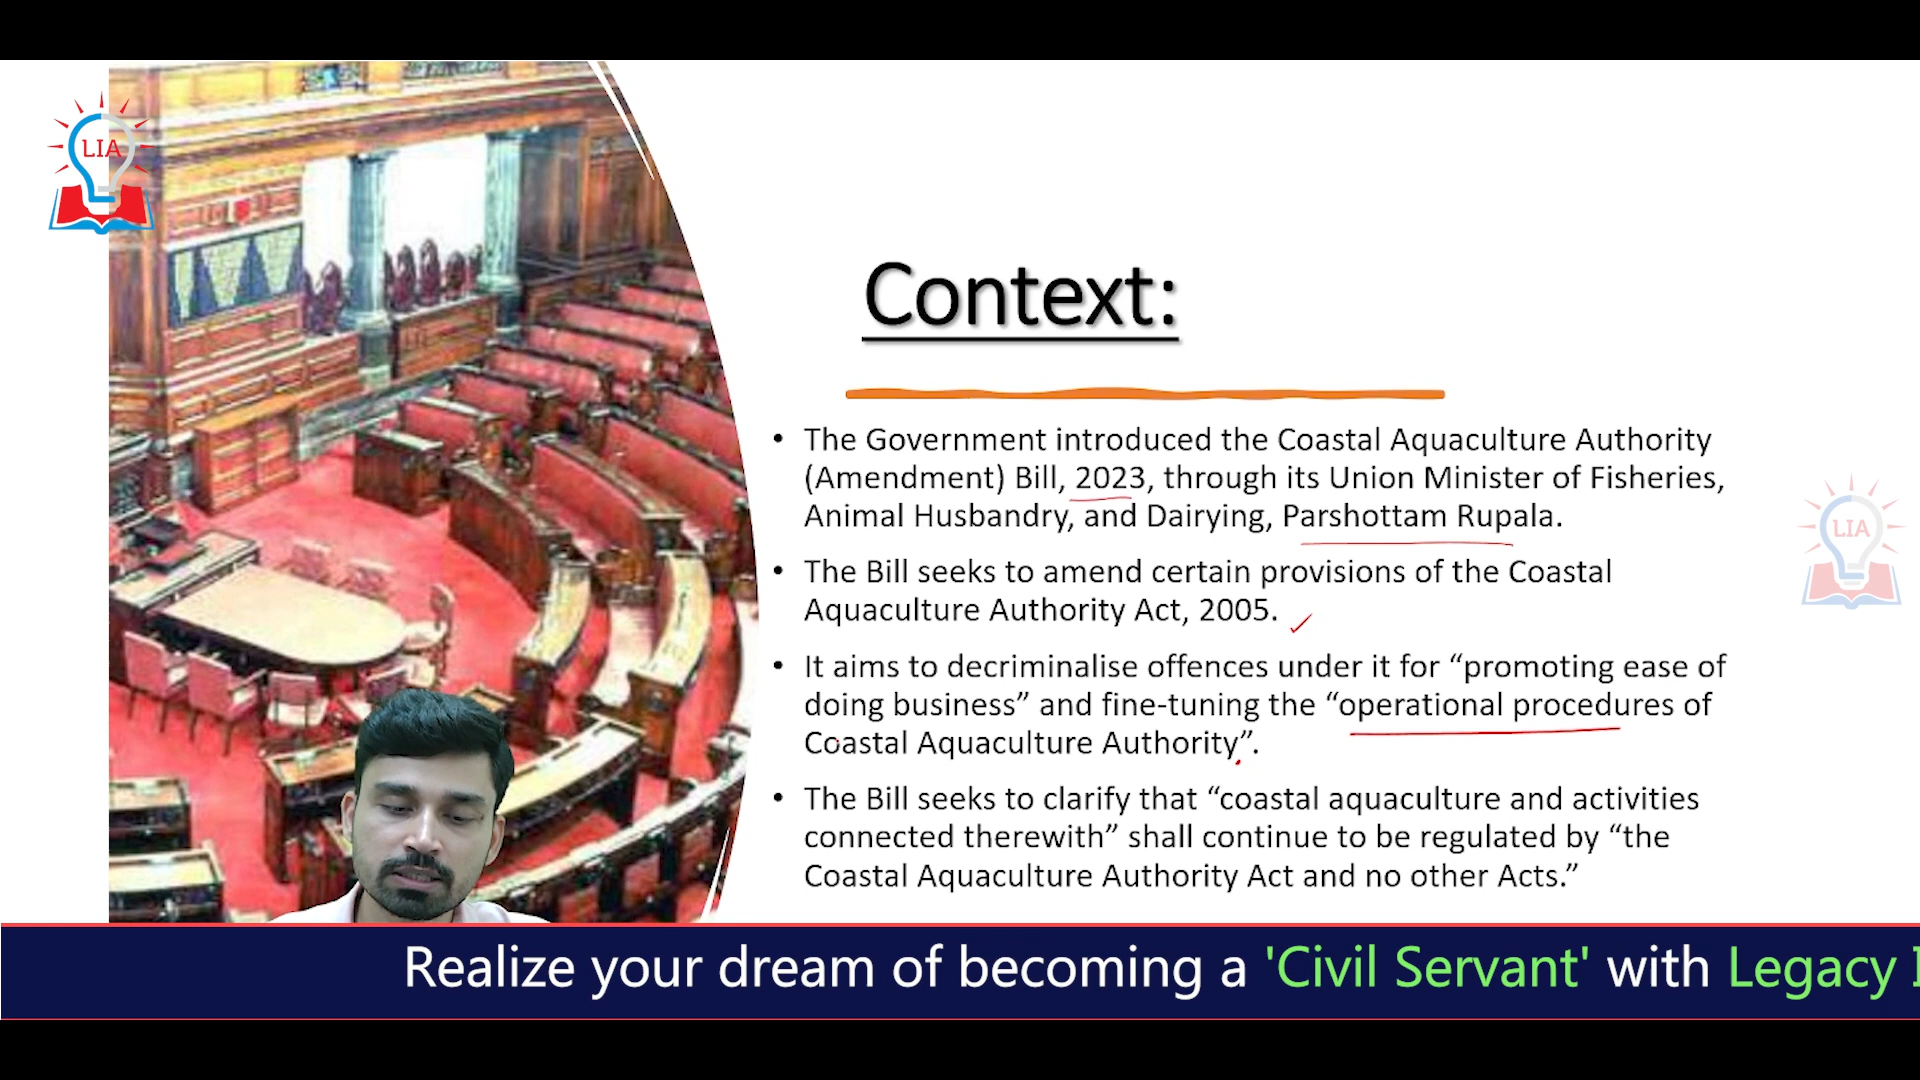 LIA
Context:
• The Government introduced the Coastal Aquaculture Authority
(Amendment) Bill, 2023, through its Union Minister of Fisheries,
Animal Husbandry, and Dairying, Parshottam Rupala.
• The Bill seeks to amend certain provisions of the Coastal
Aquaculture Authority Act, 2005.
• It aims to decriminalise offences under it for “promoting ease of
doing business” and fine-tuning the “operational procedures of
Coastal Aquaculture Authority”.
• The Bill seeks to clarify that “coastal aquaculture and activities
connected therewith” shall continue to be regulated by “the
Coastal Aquaculture Authority Act and no other Acts.”
LIA
Realize your dream of becoming a 'Civil Servant' with Legacy